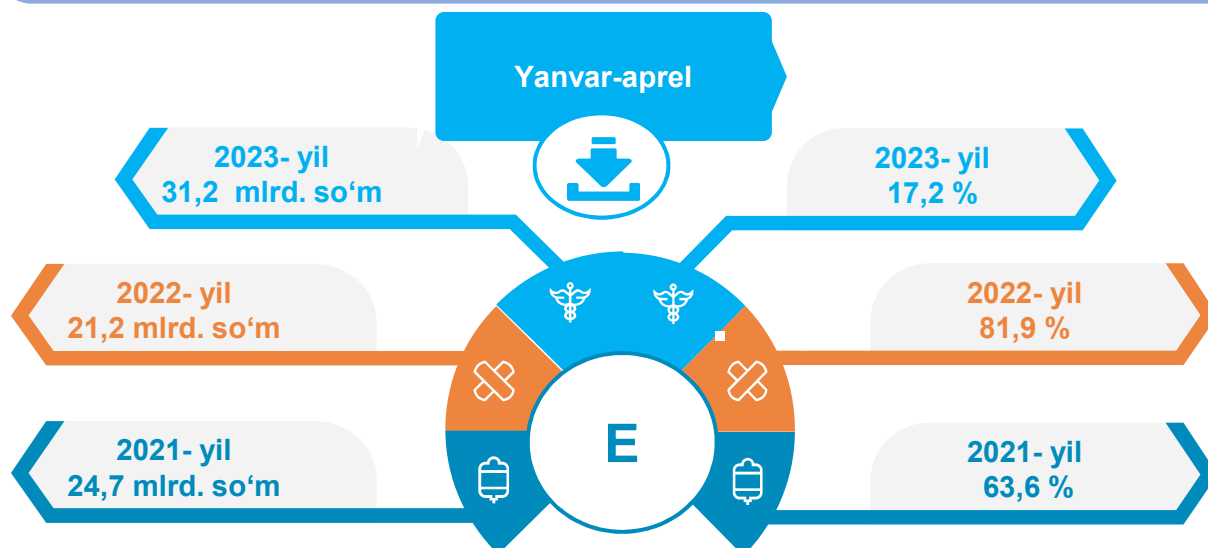 Yanvar-aprel
2023- yil
31,2 mlrd. so‘m
2023- yil
17,2 %
2022- yil
21,2 mlrd. so‘m
2022- yil
81,9 %
2021- yil
24,7 mlrd. so‘m
E
2021- yil
63,6 %